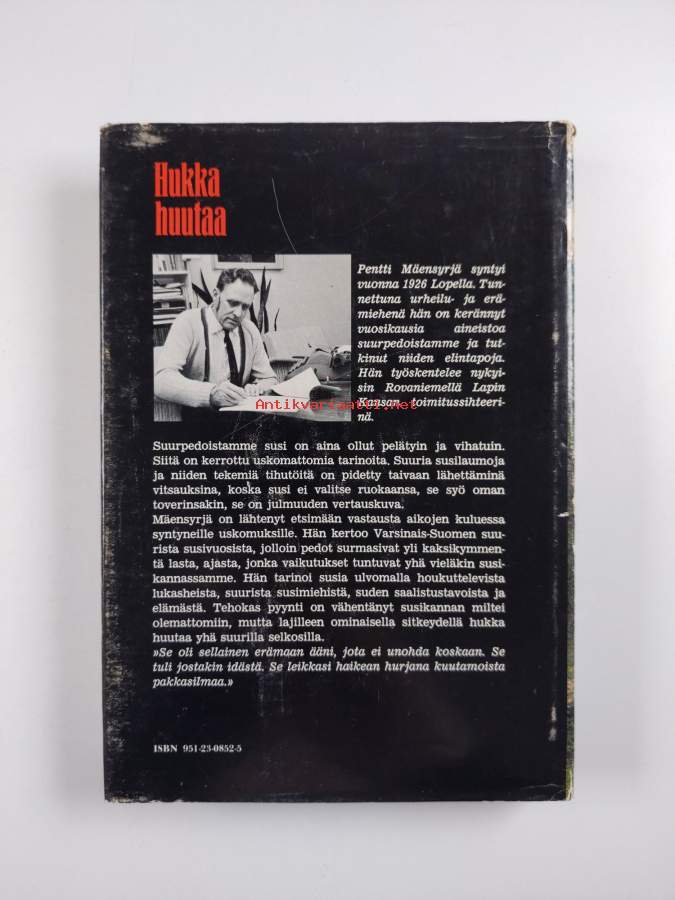 Hukka
huutaa
Pentti Mäensyrjä syntyi
vuonna 1926 Lopella. Tun-
nettuna urheilu- ja erä-
miehenä hän on kerännyt
vuosikausia aineistoa
suurpedoistamme ja tut-
kinut niiden elintapoja.
Hän työskentelee nykyi-
sin Rovaniemellä Lapin
Kansan toimitussihteeri-
nä.
Antikvariaatti.net
Suurpedoistamme susi on aina ollut pelätyin ja vihatuin.
Siitä on kerrottu uskomattomia tarinoita. Suuria susilaumoja
ja niiden tekemiä tihutöitä on pidetty taivaan lähettäminä
vitsauksina, koska susi ei valitse ruokaansa, se syö oman
toverinsakin, se on julmuuden vertauskuva.
Mäensyrjä on lähtenyt etsimään vastausta aikojen kuluessa
syntyneille uskomuksille. Hän kertoo Varsinais-Suomen suu-
rista susivuosista, jolloin pedot surmasivat yli kaksikymmen-
tä lasta, ajasta, jonka vaikutukset tuntuvat yhä vieläkin susi-
kannassamme. Hän tarinoi susia ulvomalla houkuttelevista
lukasheista, suurista susimiehistä, suden saalistustavoista ja
elämästä. Tehokas pyynti on vähentänyt susikannan miltei
olemattomiin, mutta lajilleen ominaisella sitkeydellä hukka
huutaa yhä suurilla selkosilla.
»Se oli sellainen erämaan ääni, jota ei unohda koskaan. Se
tuli jostakin idästä. Se leikkasi haikean hurjana kuutamoista
pakkasilmaa.»
ISBN 951-23-0852-5